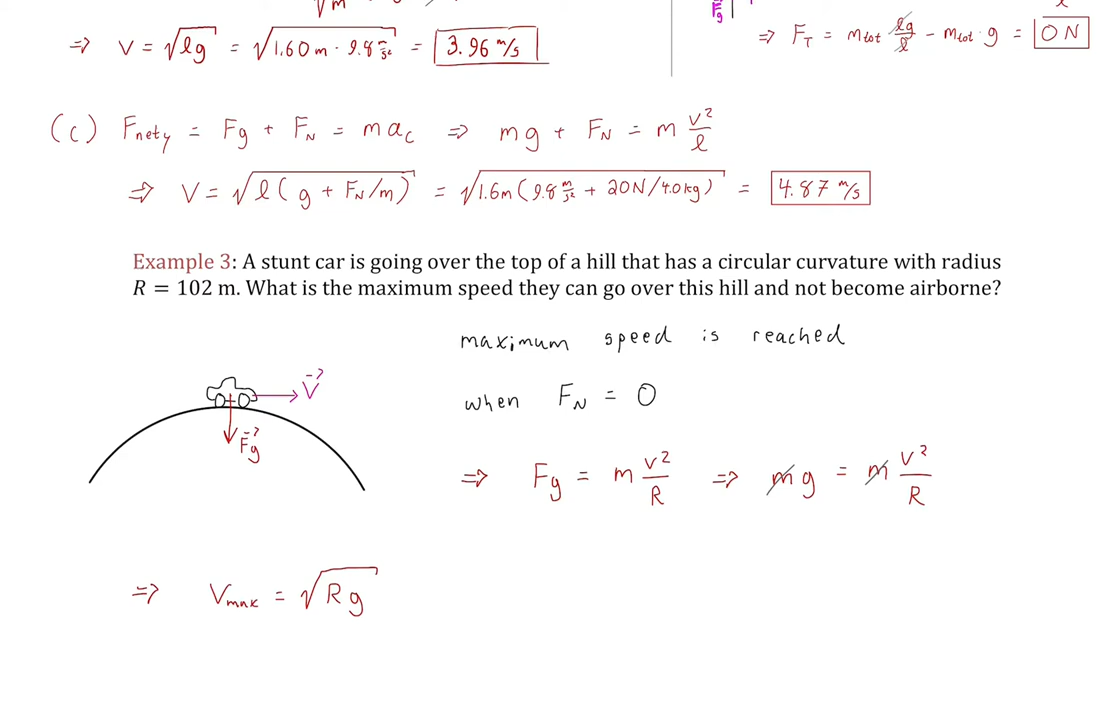 √m
Fg
l
⇒ V = √lg = √1.60 m · 9.8 m/s² = 3.96 m/s
⇒ F_T = m_tot lg/l − m_tot · g = 0 N
(c) F_net y = Fg + F_N = m a_c ⇒ mg + F_N = m v²/l
⇒ V = √l(g + F_N/m) = √1.6m(9.8 m/s² + 20N/4.0kg) = 4.87 m/s
Example 3: A stunt car is going over the top of a hill that has a circular curvature with radius
R = 102 m. What is the maximum speed they can go over this hill and not become airborne?
maximum speed is reached
when F_N = 0
V⃗
F⃗g
⇒ Fg = m v²/R ⇒ mg = m v²/R
⇒ V_max = √Rg